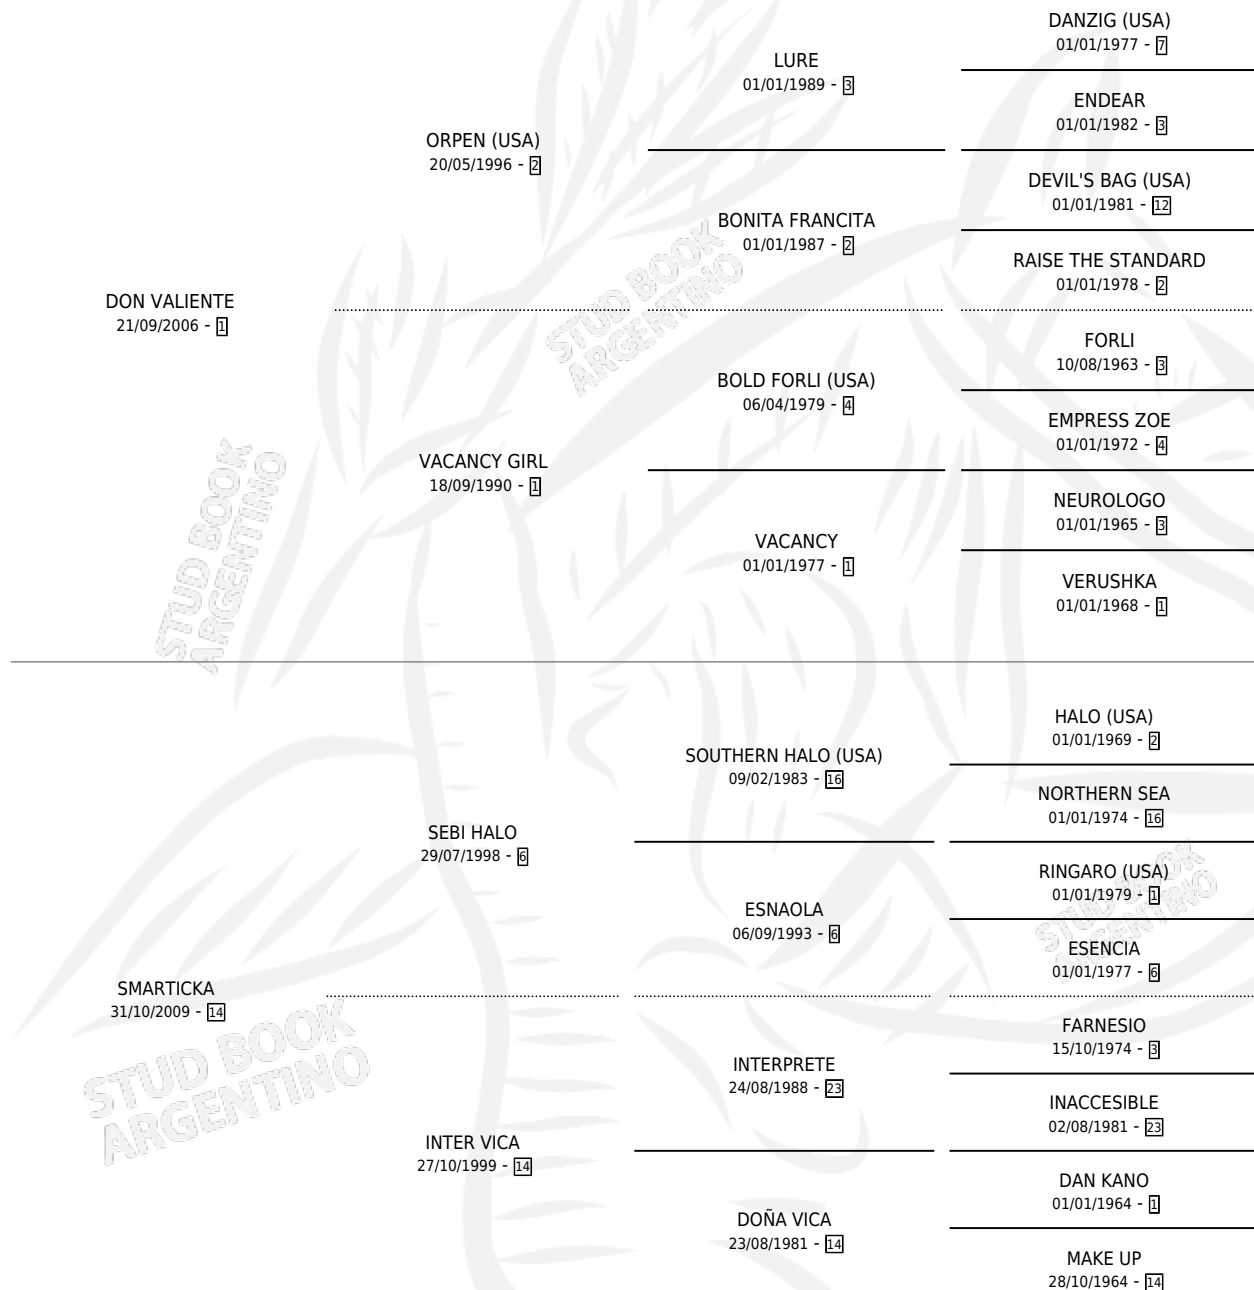 DANZIG (USA)
01/01/1977 - 7
LURE
01/01/1989 - 3
ENDEAR
01/01/1982 - 3
ORPEN (USA)
20/05/1996 - 2
DEVIL'S BAG (USA)
01/01/1981 - 12
BONITA FRANCITA
01/01/1987 - 2
RAISE THE STANDARD
01/01/1978 - 2
DON VALIENTE
21/09/2006 - 1
FORLI
10/08/1963 - 3
BOLD FORLI (USA)
06/04/1979 - 4
EMPRESS ZOE
01/01/1972 - 4
VACANCY GIRL
18/09/1990 - 1
NEUROLOGO
01/01/1965 - 3
VACANCY
01/01/1977 - 1
VERUSHKA
01/01/1968 - 1
HALO (USA)
01/01/1969 - 2
SOUTHERN HALO (USA)
09/02/1983 - 16
NORTHERN SEA
01/01/1974 - 16
SEBI HALO
29/07/1998 - 6
RINGARO (USA)
01/01/1979 - 1
ESNAOLA
06/09/1993 - 6
ESENCIA
01/01/1977 - 6
SMARTICKA
31/10/2009 - 14
FARNESIO
15/10/1974 - 3
INTERPRETE
24/08/1988 - 23
INACCESIBLE
02/08/1981 - 23
INTER VICA
27/10/1999 - 14
DAN KANO
01/01/1964 - 1
DOÑA VICA
23/08/1981 - 14
MAKE UP
28/10/1964 - 14
STUD BOOK
ARGENTINO
STUD BOOK
ARGENTINO
STUD BOOK
ARGENTINO
STUD BOOK
ARGENTINO